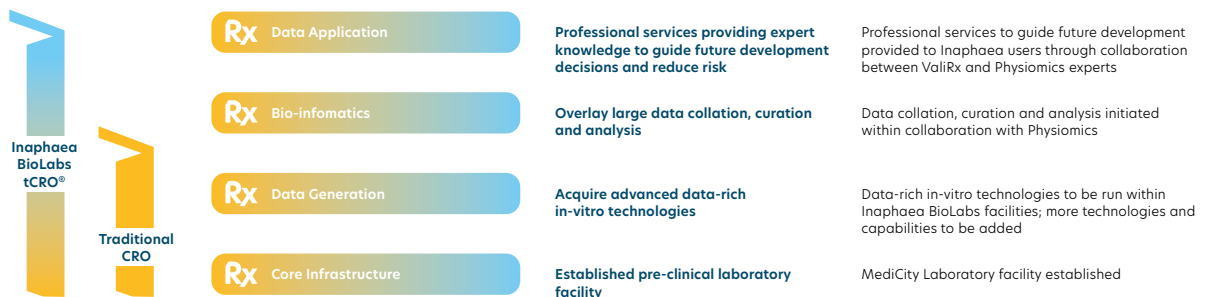 Inaphaea
BioLabs
tCRO®
Traditional
CRO
Rx Data Application
Professional services providing expert
knowledge to guide future development
decisions and reduce risk
Professional services to guide future development
provided to Inaphaea users through collaboration
between ValiRx and Physiomics experts
Rx Bio-infomatics
Overlay large data collation, curation
and analysis
Data collation, curation and analysis initiated
within collaboration with Physiomics
Rx Data Generation
Acquire advanced data-rich
in-vitro technologies
Data-rich in-vitro technologies to be run within
Inaphaea BioLabs facilities; more technologies and
capabilities to be added
Rx Core Infrastructure
Established pre-clinical laboratory
facility
MediCity Laboratory facility established